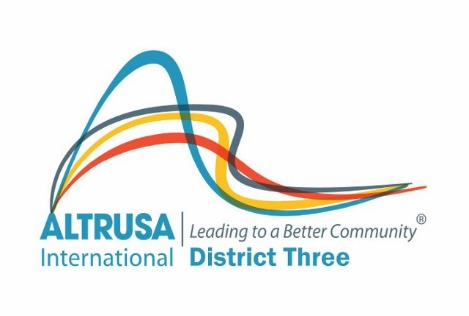 ALTRUSA | Leading to a Better Community®
International District Three